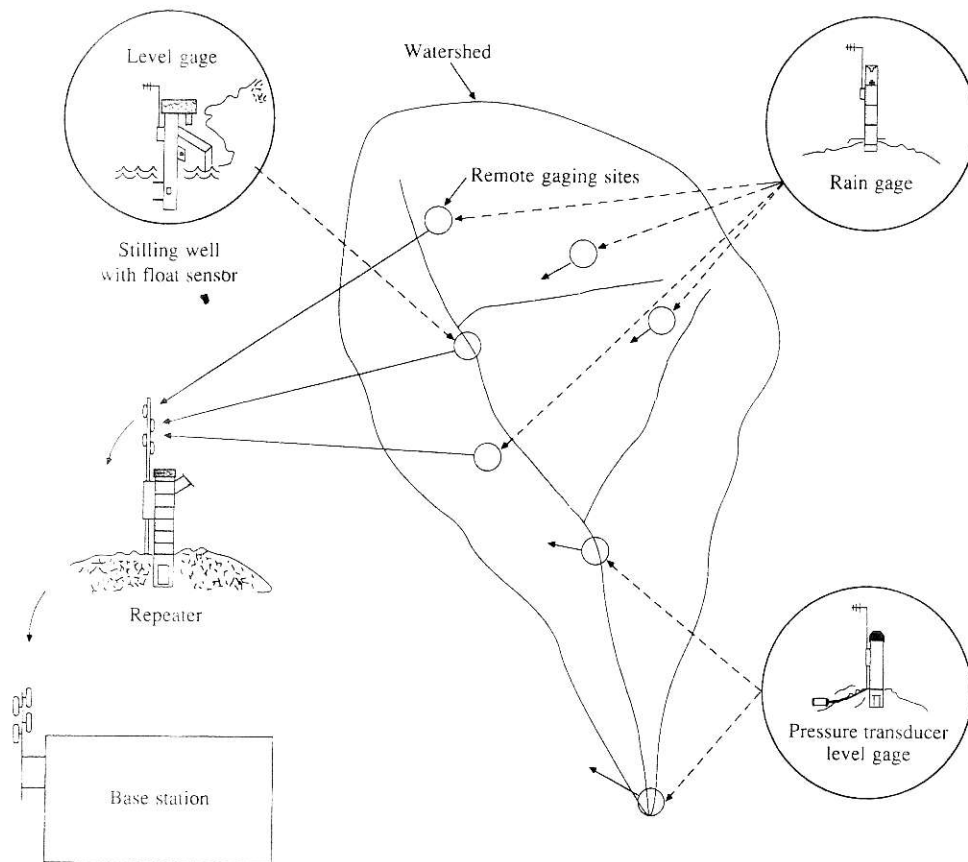 Level gage
Watershed
Remote gaging sites
Rain gage
Stilling well
with float sensor
Repeater
Pressure transducer
level gage
Base station